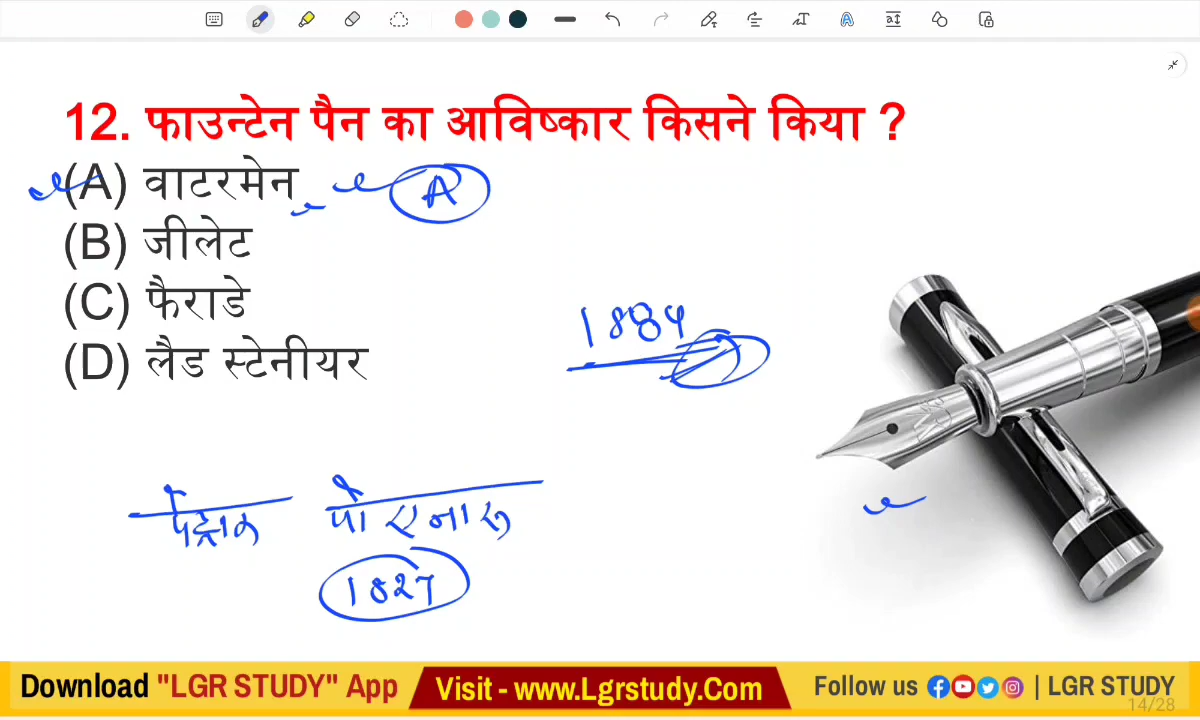 12. फाउन्टेन पैन का आविष्कार किसने किया ?
(A) वाटरमेन
A
(B) जीलेट
(C) फैराडे
1884
(D) लैड स्टेनीयर
1827
Download "LGR STUDY" App
Visit - www.Lgrstudy.Com
Follow us | LGR STUDY
14/28